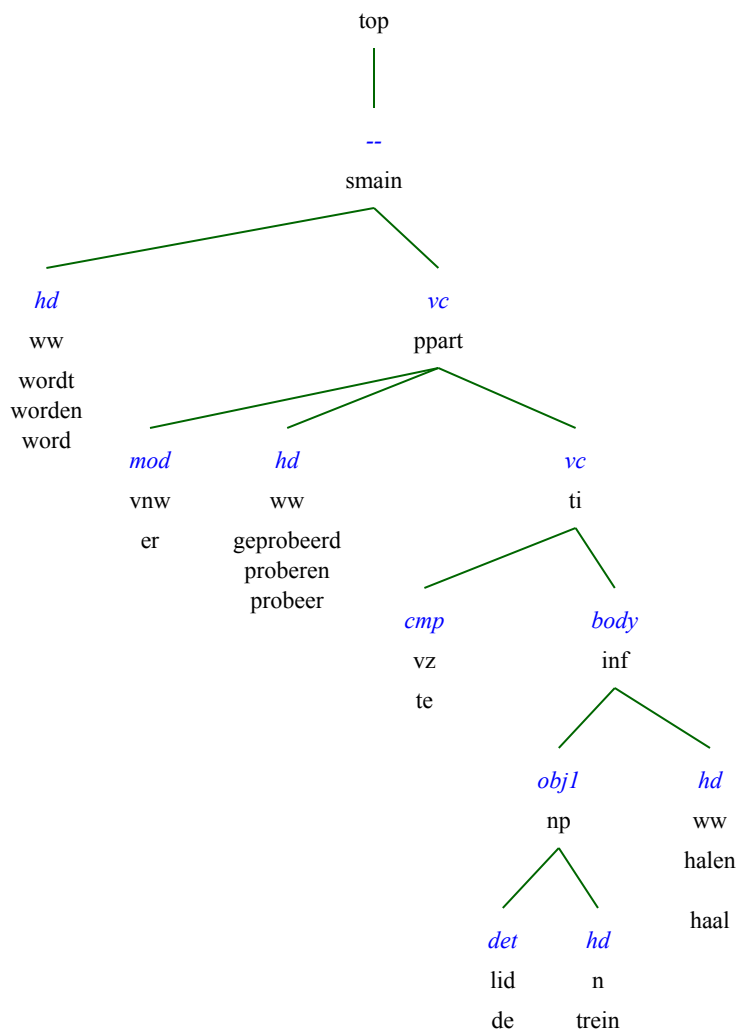 top
--
smain
hd vc
ww ppart
wordt
worden
word
mod hd vc
vnw ww ti
er geprobeerd
proberen
probeer
cmp body
vz inf
te
obj1 hd
np ww
halen
haal
det hd
lid n
de trein